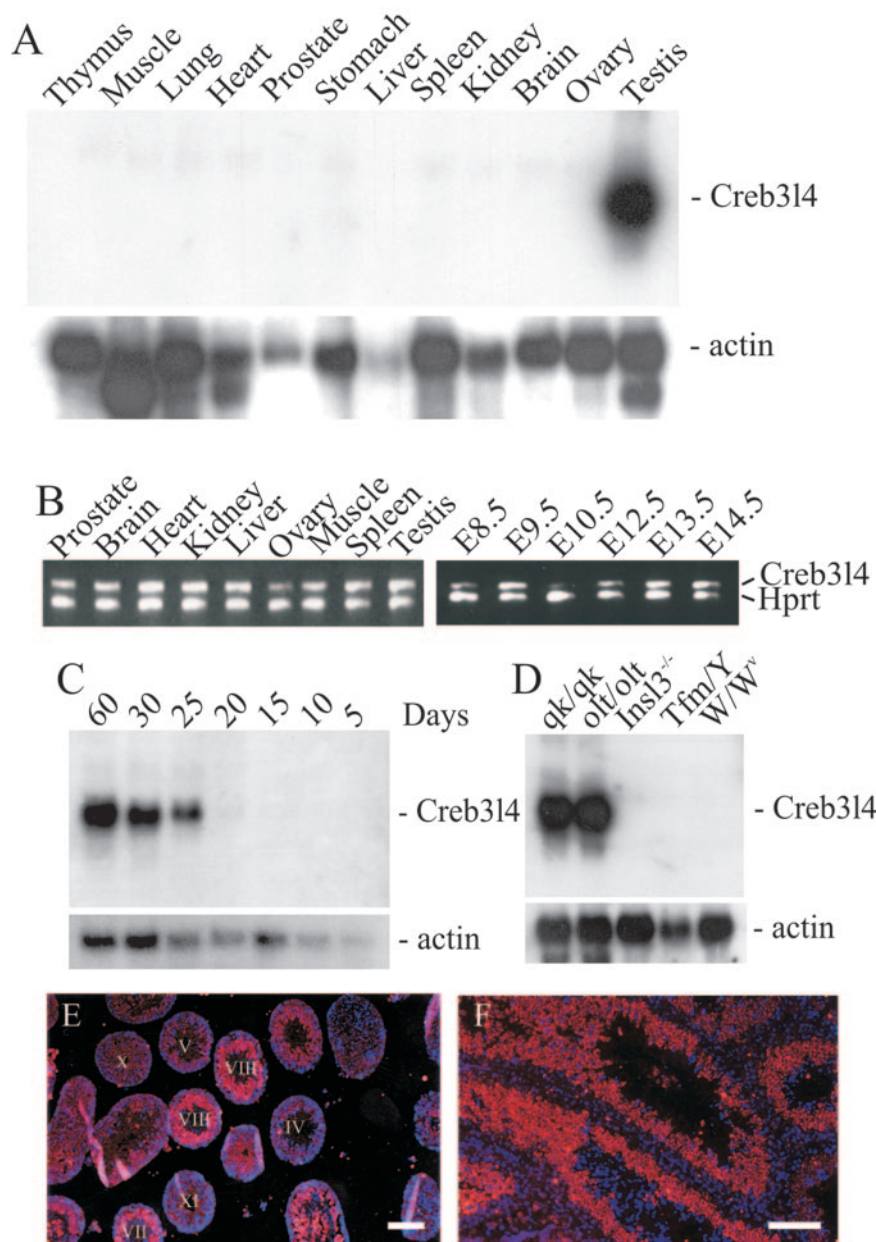 A
Thymus Muscle Lung Heart Prostate Stomach Liver Spleen Kidney Brain Ovary Testis
- Creb3l4
- actin
B
Prostate Brain Heart Kidney Liver Ovary Muscle Spleen Testis E8.5 E9.5 E10.5 E12.5 E13.5 E14.5
Creb3l4
Hprt
C
60 30 25 20 15 10 5 Days
- Creb3l4
- actin
D
qk/qk olt/olt Insl3-/- Tfm/Y W/Wv
- Creb3l4
- actin
E
X V VIII
VIII IV
XI
VII
F